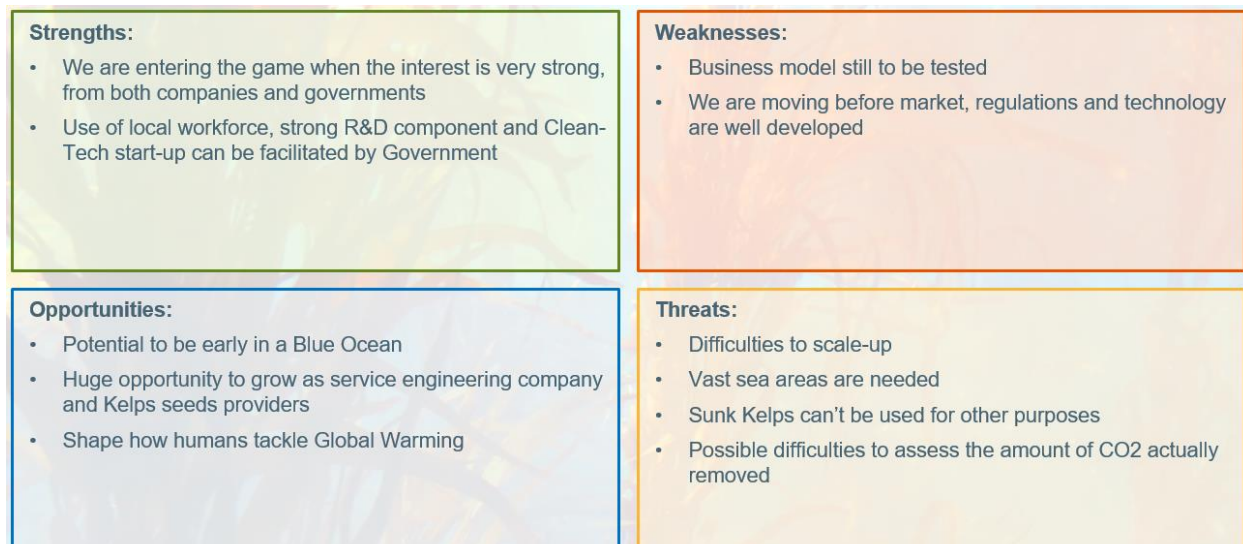 Strengths:
• We are entering the game when the interest is very strong,
from both companies and governments
• Use of local workforce, strong R&D component and Clean-
Tech start-up can be facilitated by Government
Weaknesses:
• Business model still to be tested
• We are moving before market, regulations and technology
are well developed
Opportunities:
• Potential to be early in a Blue Ocean
• Huge opportunity to grow as service engineering company
and Kelps seeds providers
• Shape how humans tackle Global Warming
Threats:
• Difficulties to scale-up
• Vast sea areas are needed
• Sunk Kelps can’t be used for other purposes
• Possible difficulties to assess the amount of CO2 actually
removed